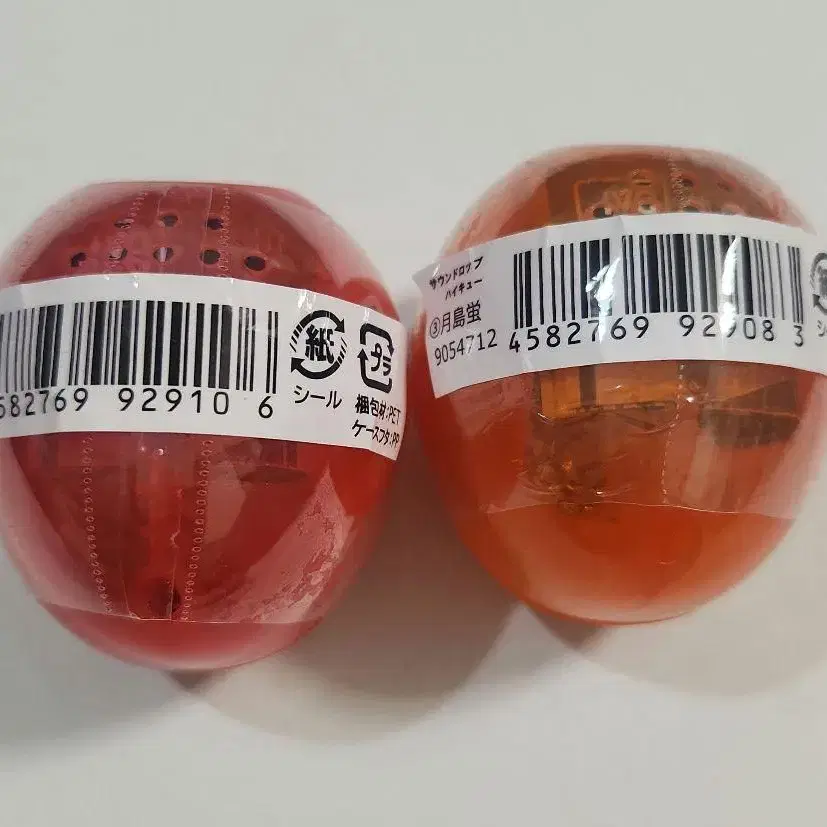 582769 92910 6
紙
シール
プラ
梱包材:PET
ケースフタ:PP
サウンドロップ
ハイキュー
③月島蛍
9054712
4582769 92908 3